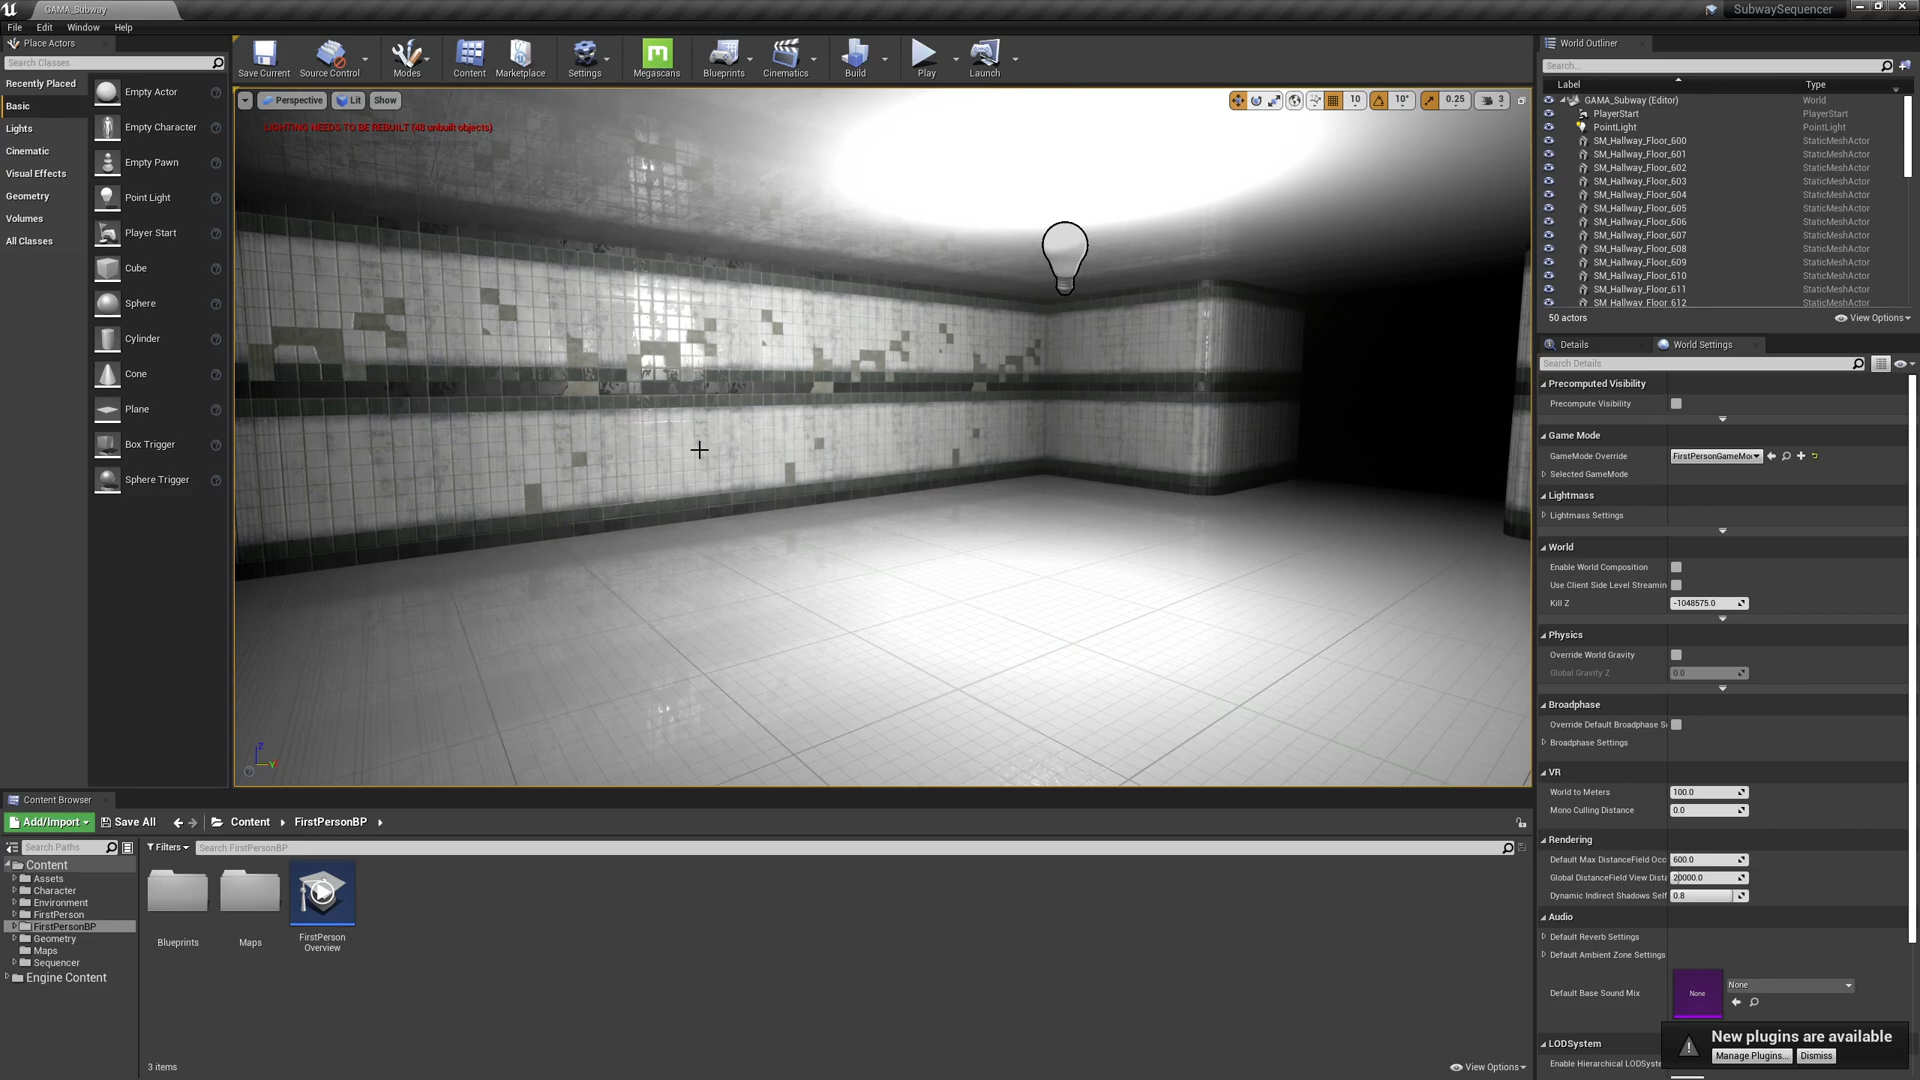 GAMA_Subway
SubwaySequencer
File Edit Window Help
Place Actors
Search Classes
Recently Placed
Basic
Lights
Cinematic
Visual Effects
Geometry
Volumes
All Classes
Empty Actor
Empty Character
Empty Pawn
Point Light
Player Start
Cube
Sphere
Cylinder
Cone
Plane
Box Trigger
Sphere Trigger
Save Current Source Control Modes Content Marketplace Settings Megascans Blueprints Cinematics Build Play Launch
Perspective Lit Show
10 10° 0.25 3
LIGHTING NEEDS TO BE REBUILT (48 unbuilt objects)
Z
Y
World Outliner
Search...
Label Type
GAMA_Subway (Editor) World
PlayerStart PlayerStart
PointLight PointLight
SM_Hallway_Floor_600 StaticMeshActor
SM_Hallway_Floor_601 StaticMeshActor
SM_Hallway_Floor_602 StaticMeshActor
SM_Hallway_Floor_603 StaticMeshActor
SM_Hallway_Floor_604 StaticMeshActor
SM_Hallway_Floor_605 StaticMeshActor
SM_Hallway_Floor_606 StaticMeshActor
SM_Hallway_Floor_607 StaticMeshActor
SM_Hallway_Floor_608 StaticMeshActor
SM_Hallway_Floor_609 StaticMeshActor
SM_Hallway_Floor_610 StaticMeshActor
SM_Hallway_Floor_611 StaticMeshActor
SM_Hallway_Floor_612 StaticMeshActor
50 actors View Options
Details World Settings
Search Details
Precomputed Visibility
Precompute Visibility
Game Mode
GameMode Override FirstPersonGameMo
Selected GameMode
Lightmass
Lightmass Settings
World
Enable World Composition
Use Client Side Level Streamin
Kill Z -1048575.0
Physics
Override World Gravity
Global Gravity Z 0.0
Broadphase
Override Default Broadphase S
Broadphase Settings
VR
World to Meters 100.0
Mono Culling Distance 0.0
Rendering
Default Max DistanceField Occ 600.0
Global DistanceField View Dista 20000.0
Dynamic Indirect Shadows Self 0.8
Audio
Default Reverb Settings
Default Ambient Zone Settings
Default Base Sound Mix None None
LODSystem
Enable Hierarchical LODSyste
New plugins are available
Manage Plugins... Dismiss
Content Browser
Add/Import Save All Content FirstPersonBP
Search Paths Filters Search FirstPersonBP
Content
Assets
Character
Environment
FirstPerson
FirstPersonBP
Geometry
Maps
Sequencer
Engine Content
Blueprints Maps FirstPerson
Overview
3 items View Options